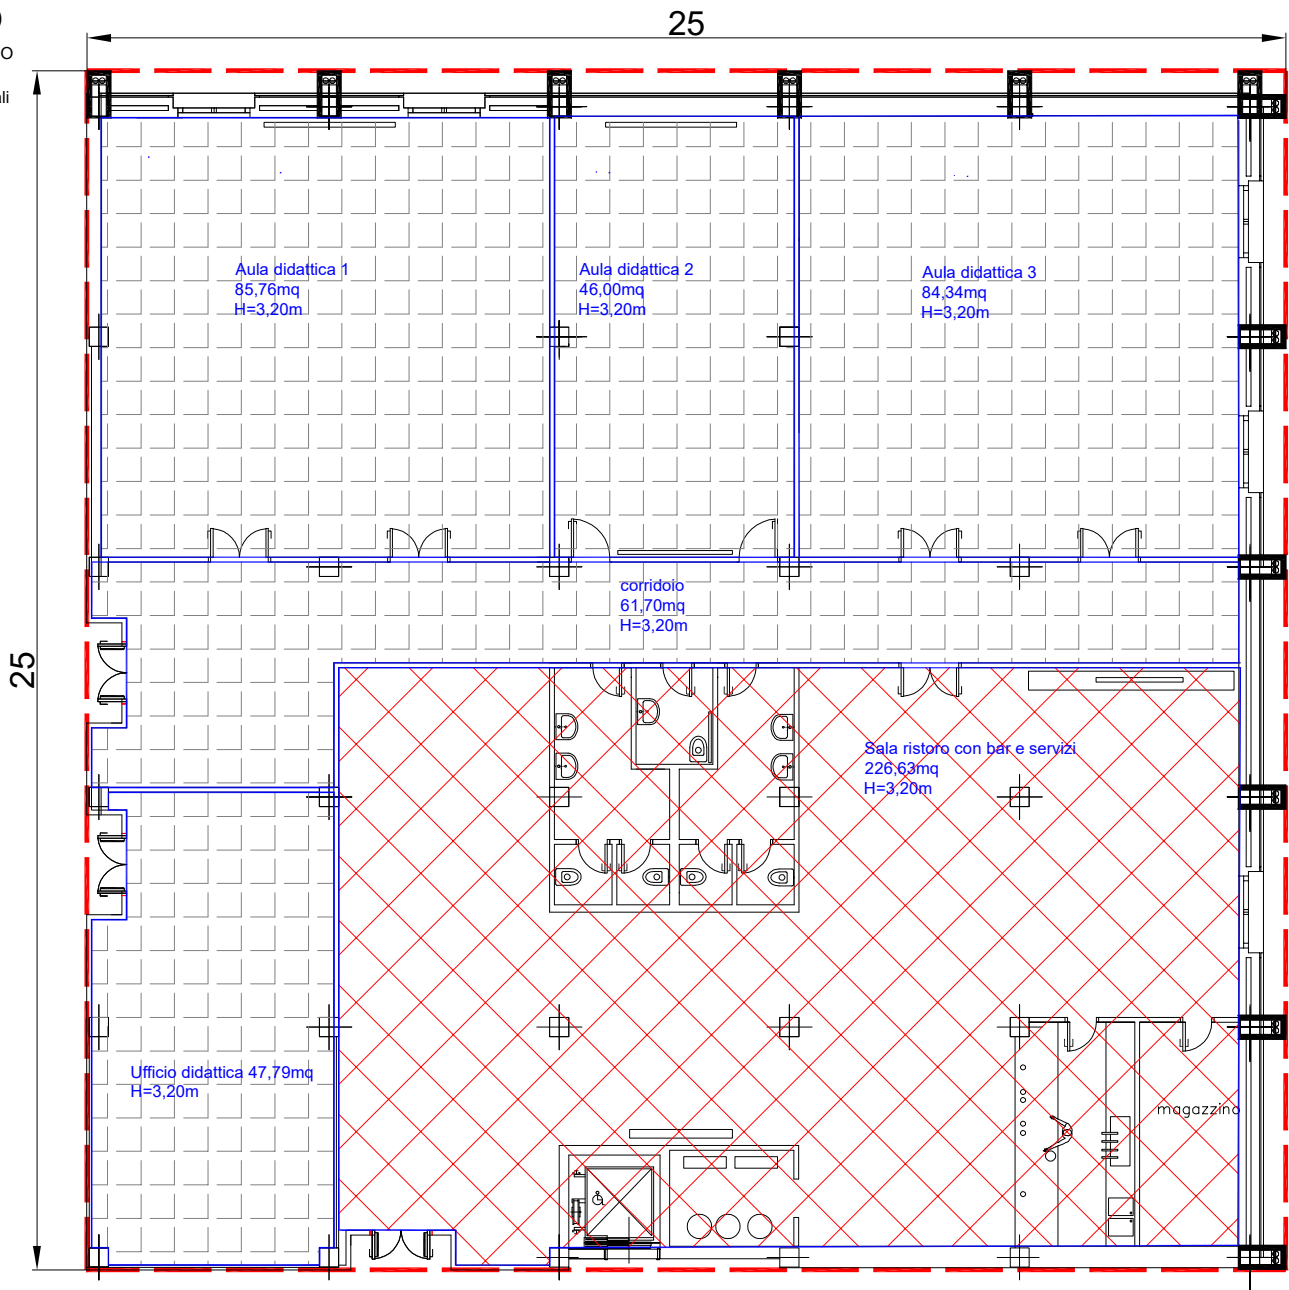 25
25
Aula didattica 1
85,76mq
H=3,20m
Aula didattica 2
46,00mq
H=3,20m
Aula didattica 3
84,34mq
H=3,20m
corridoio
61,70mq
H=3,20m
Sala ristoro con bar e servizi
226,63mq
H=3,20m
Ufficio didattica 47,79mq
H=3,20m
magazzino